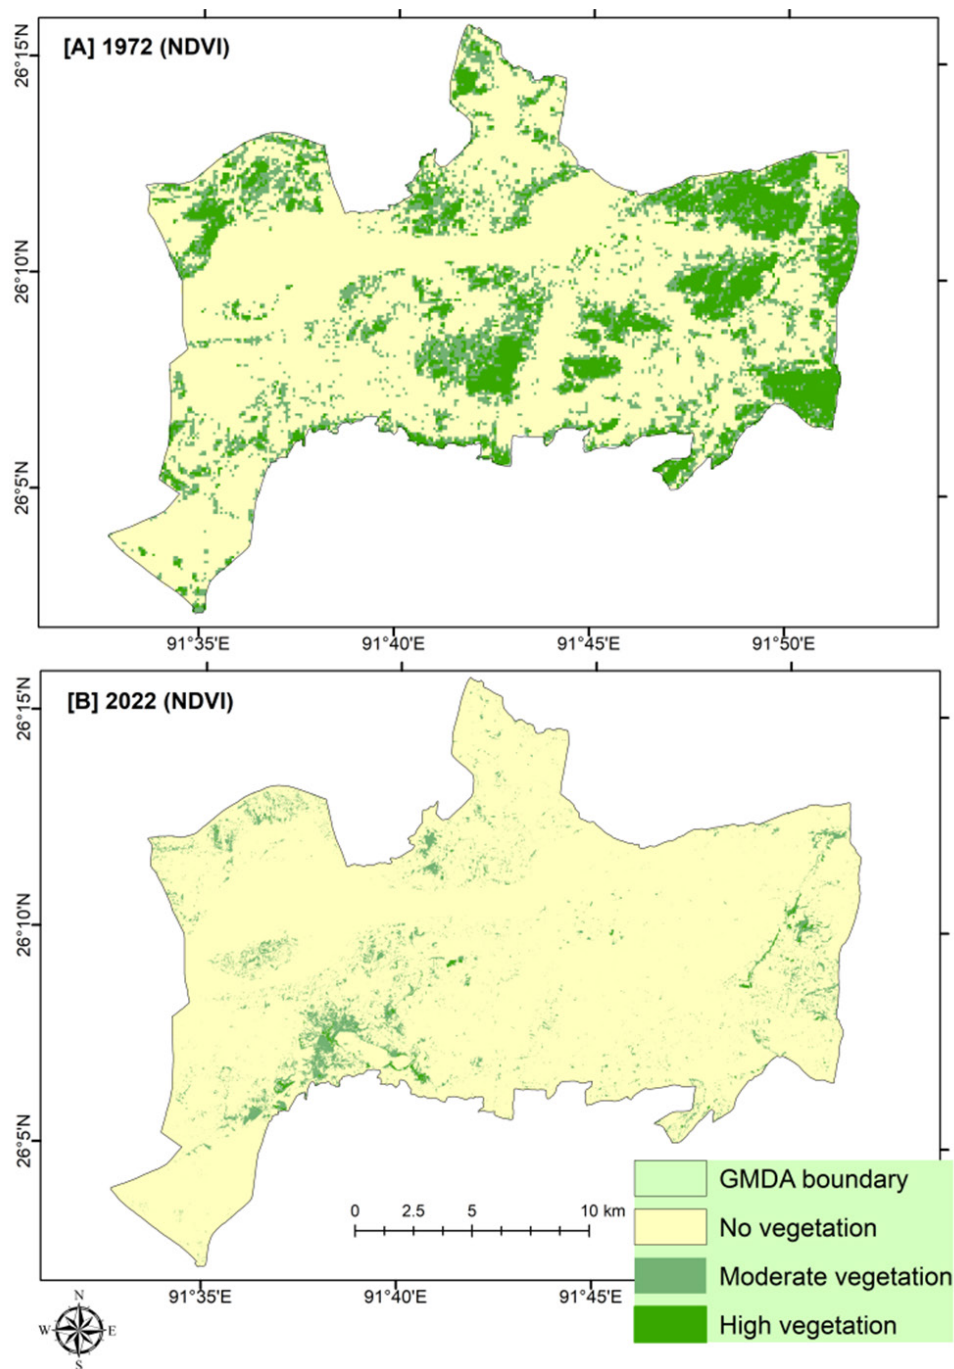 [A] 1972 (NDVI)
26°15'N
26°10'N
26°5'N
91°35'E
91°40'E
91°45'E
91°50'E
[B] 2022 (NDVI)
26°15'N
26°10'N
26°5'N
0 2.5 5 10 km
GMDA boundary
No vegetation
Moderate vegetation
High vegetation
91°35'E
91°40'E
91°45'E
N
W
E
S